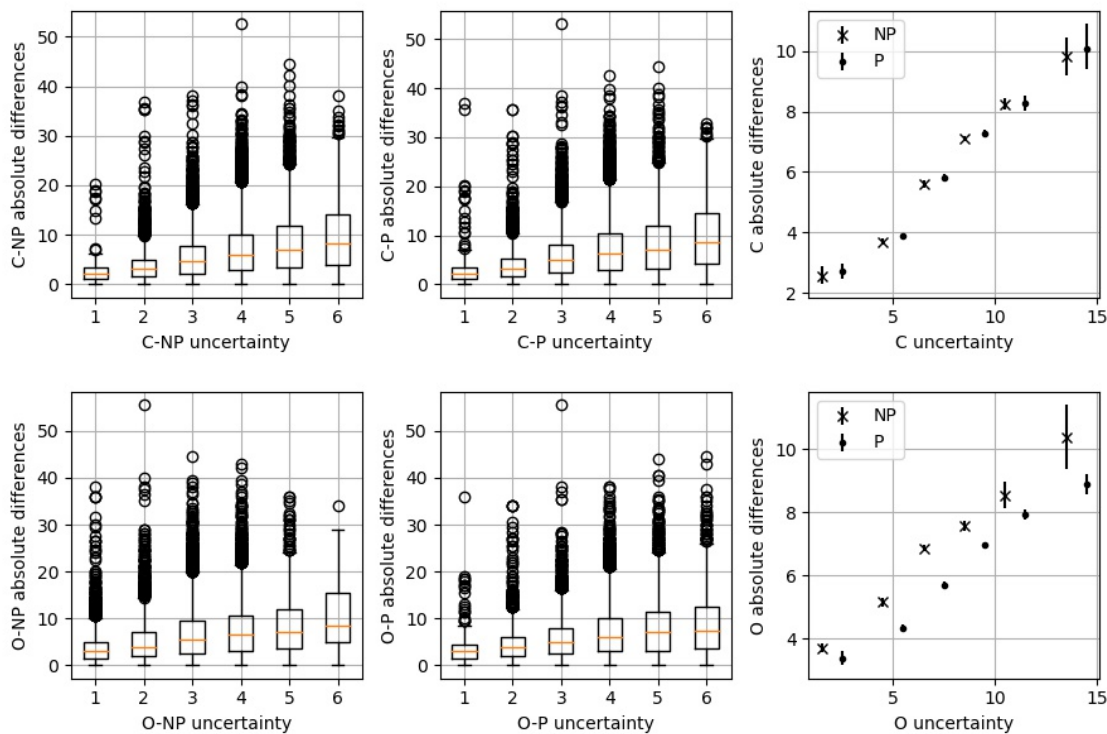 C-NP absolute differences
50
40
30
20
10
0
1 2 3 4 5 6
C-NP uncertainty
C-P absolute differences
50
40
30
20
10
0
1 2 3 4 5 6
C-P uncertainty
C absolute differences
10
8
6
4
2
NP
P
5 10 15
C uncertainty
O-NP absolute differences
50
40
30
20
10
0
1 2 3 4 5 6
O-NP uncertainty
O-P absolute differences
50
40
30
20
10
0
1 2 3 4 5 6
O-P uncertainty
O absolute differences
10
8
6
4
NP
P
5 10 15
O uncertainty